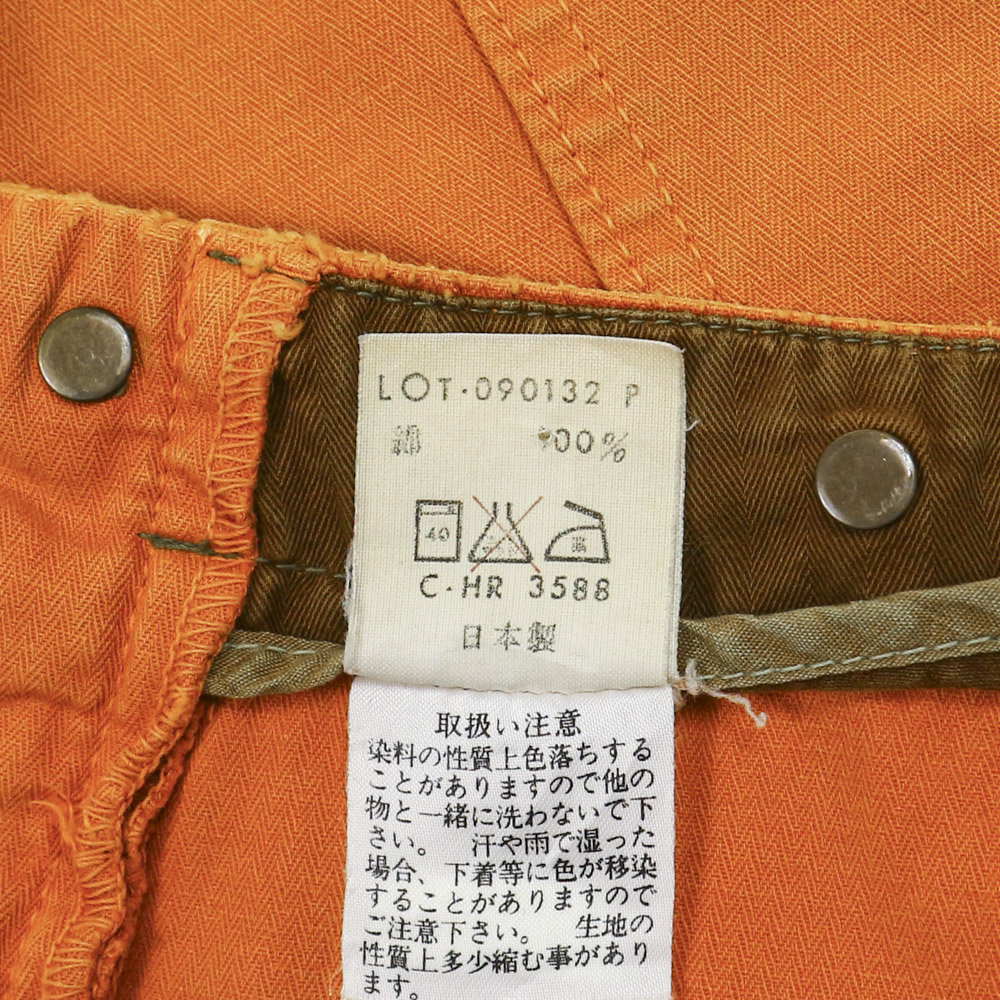 LOT·090132 P
綿 100%
40
C·HR 3588
日本製
取扱い注意
染料の性質上色落ちする
ことがありますので他の
物と一緒に洗わないで下
さい。 汗や雨で湿った
場合、下着等に色が移染
することがありますので
ご注意下さい。 生地の
性質上多少縮む事があり
ます。